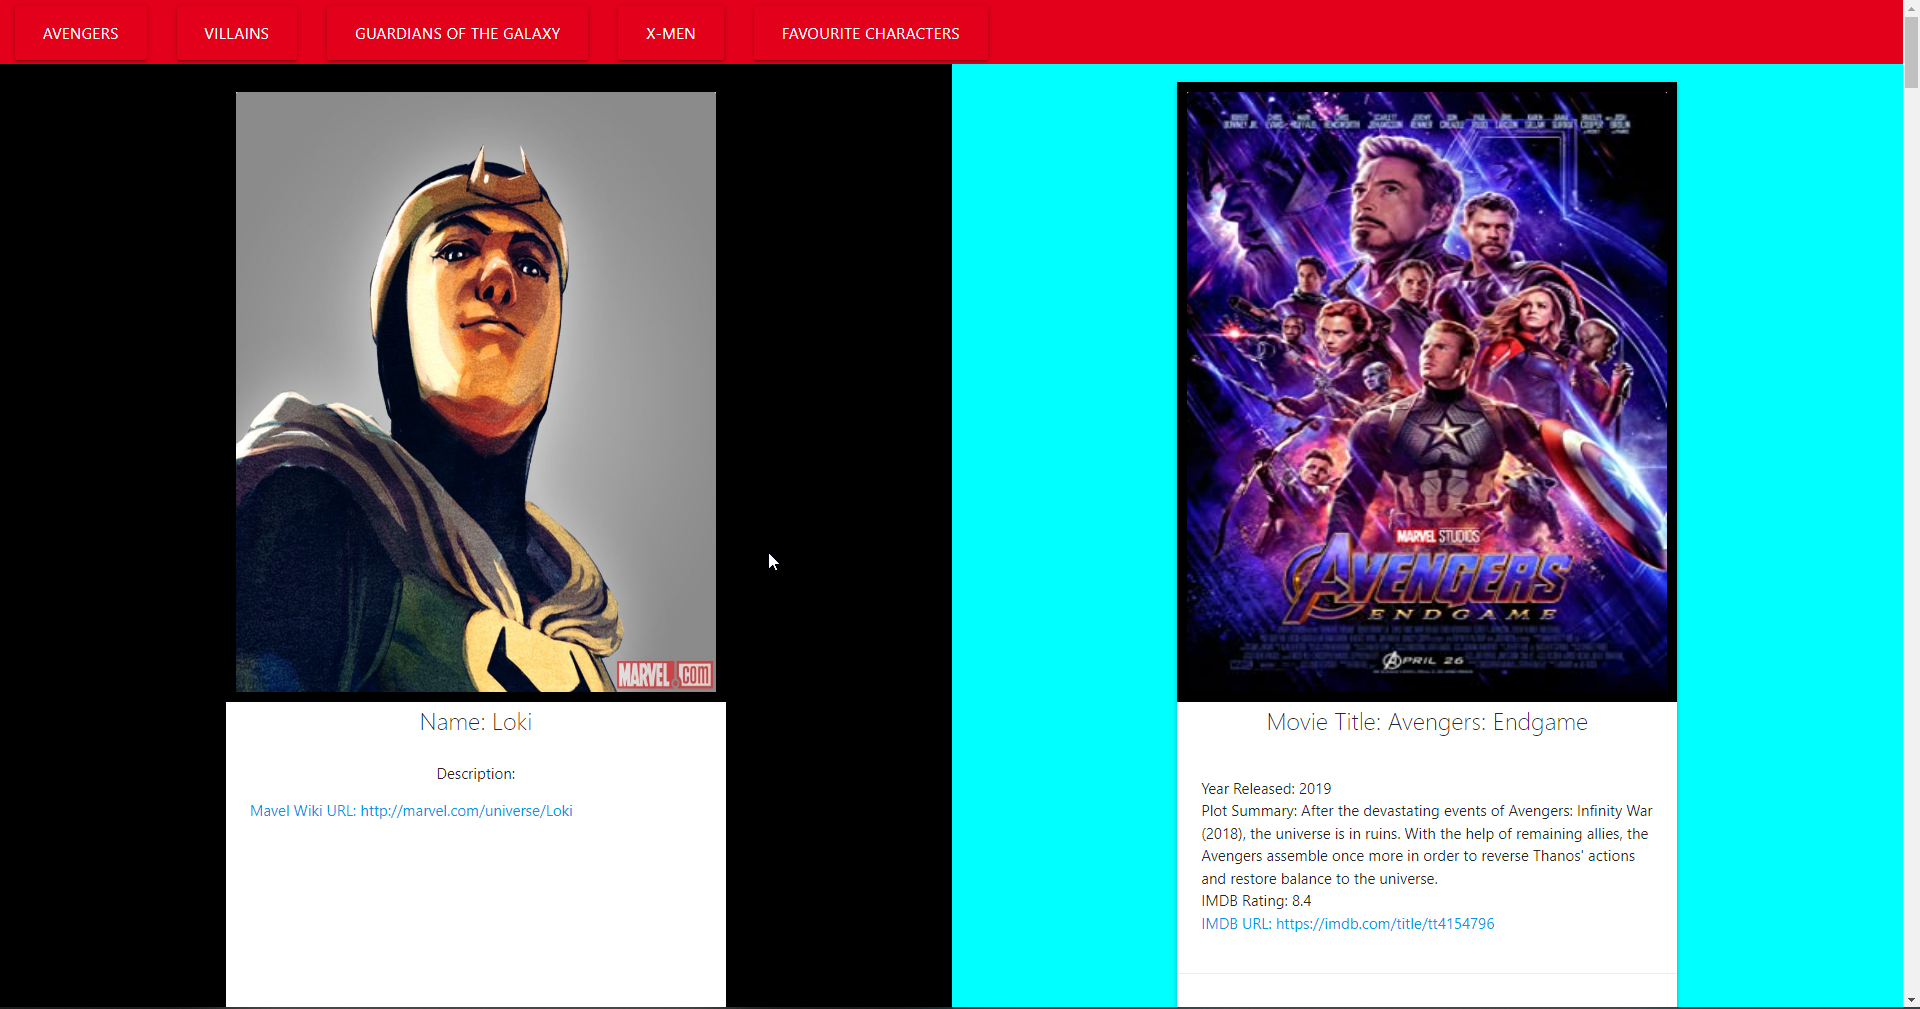 AVENGERS
VILLAINS
GUARDIANS OF THE GALAXY
X-MEN
FAVOURITE CHARACTERS
MARVEL.com
Name: Loki
Description:
Mavel Wiki URL: http://marvel.com/universe/Loki
MARVEL STUDIOS
AVENGERS
ENDGAME
APRIL 26
Movie Title: Avengers: Endgame
Year Released: 2019
Plot Summary: After the devastating events of Avengers: Infinity War
(2018), the universe is in ruins. With the help of remaining allies, the
Avengers assemble once more in order to reverse Thanos' actions
and restore balance to the universe.
IMDB Rating: 8.4
IMDB URL: https://imdb.com/title/tt4154796